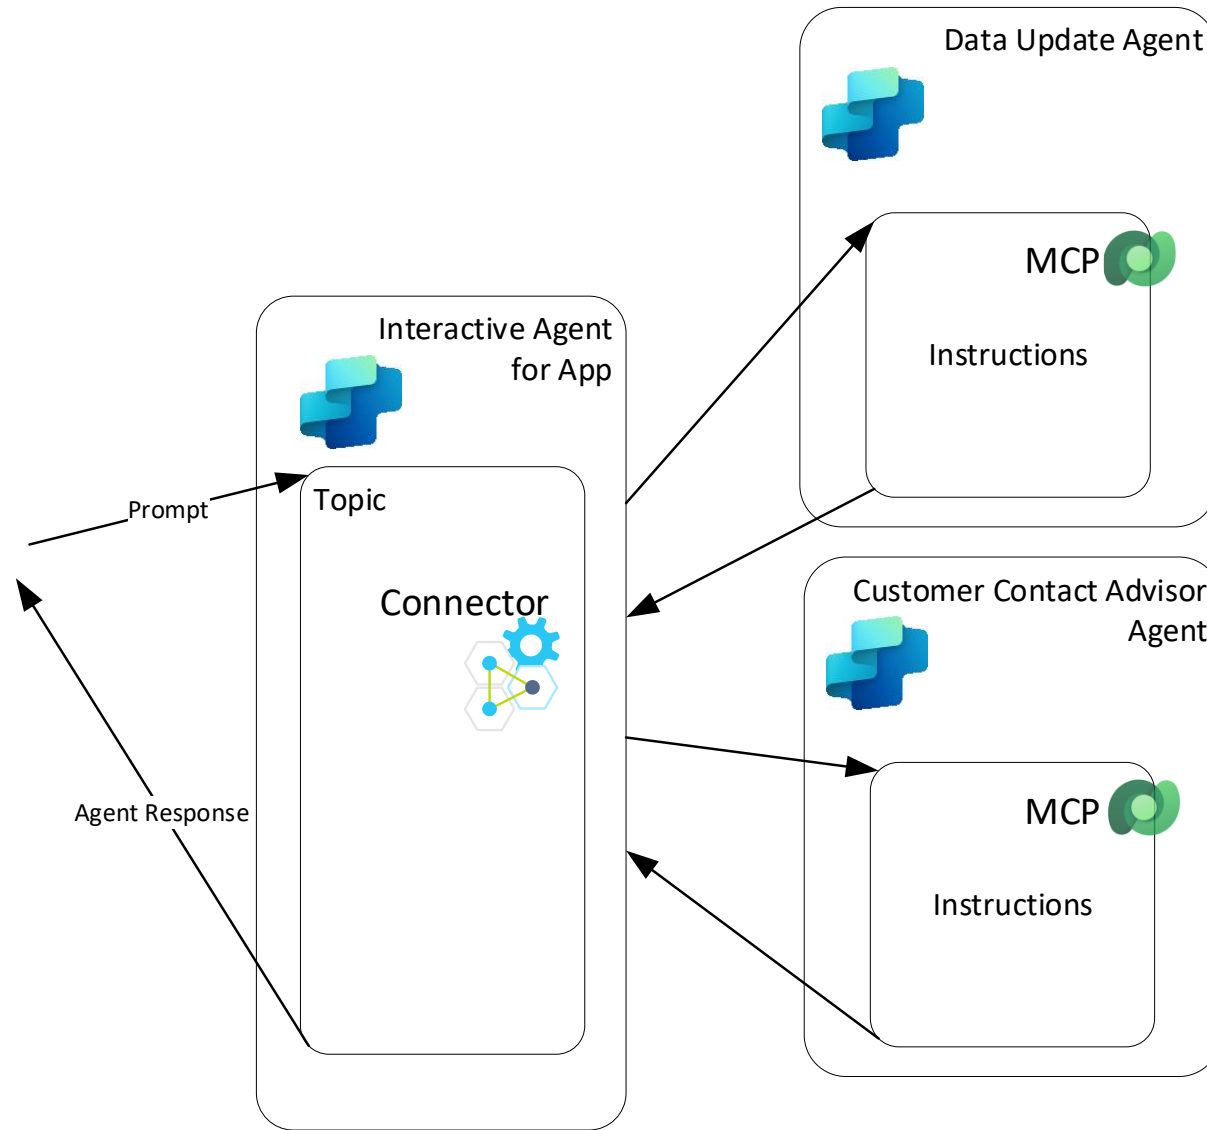 Data Update Agent
MCP
Instructions
Interactive Agent
for App
Prompt
Topic
Connector
Agent Response
Customer Contact Advisor
Agent
MCP
Instructions